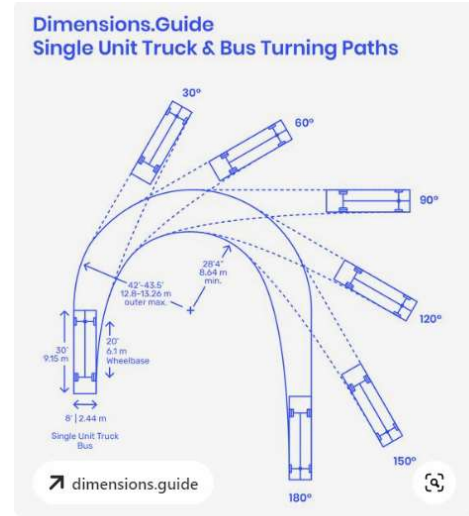 Dimensions.Guide
Single Unit Truck & Bus Turning Paths
30°
60°
90°
28'4"
8.64 m
min.
42'-43.5'
12.8-13.26 m
outer max.
120°
30'
9.15 m
20'
6.1 m
Wheelbase
8' | 2.44 m
Single Unit Truck
Bus
150°
180°
dimensions.guide